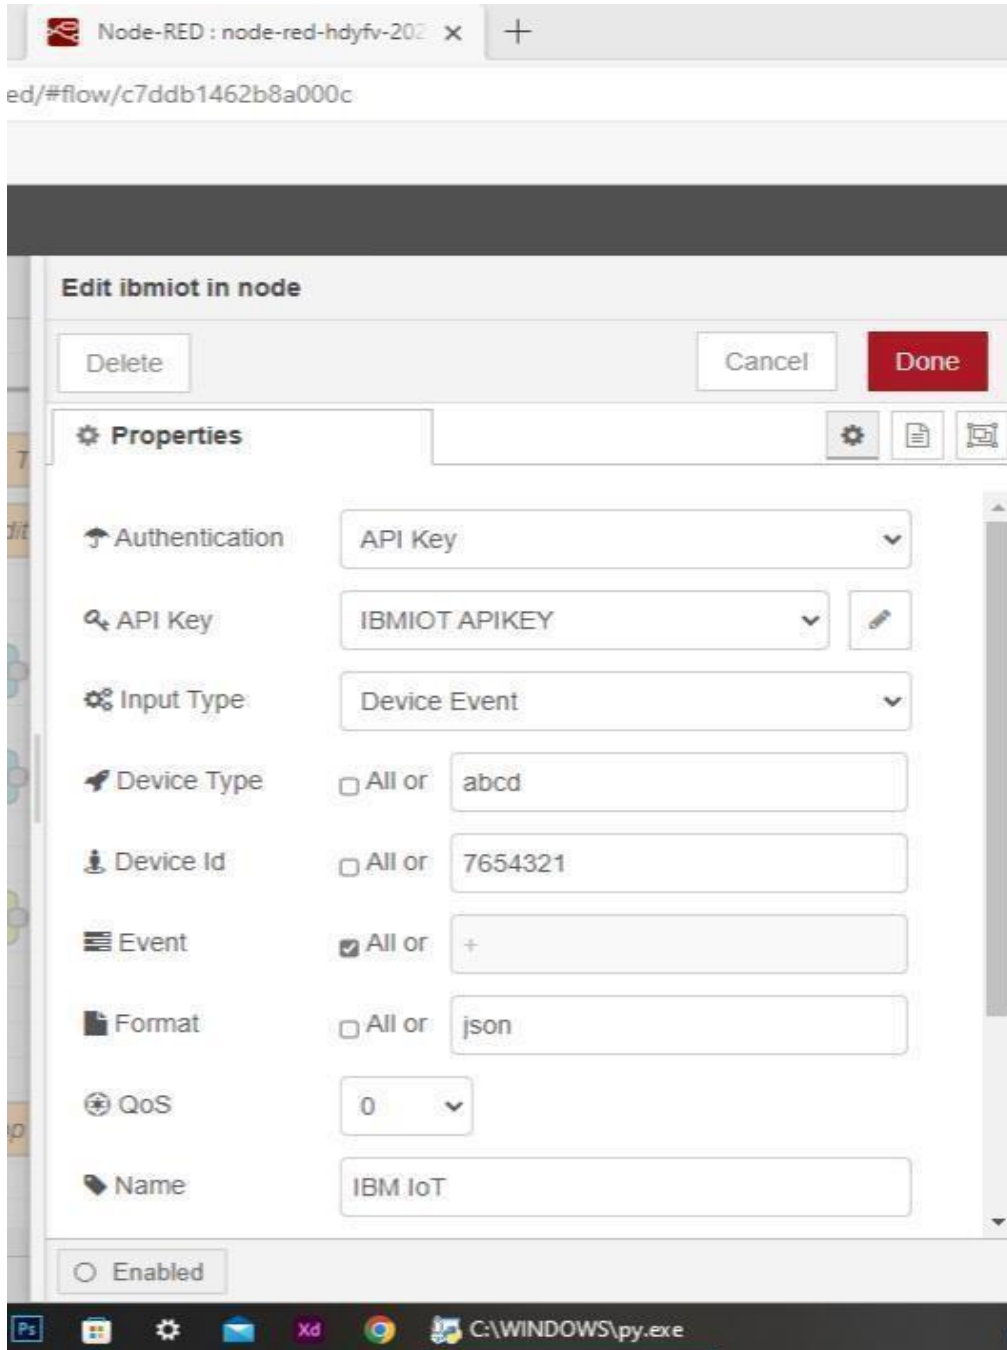 Node-RED : node-red-hdyfv-202
ed/#flow/c7ddb1462b8a000c
Edit ibmiot in node
Delete Cancel Done
Properties
Authentication API Key
API Key IBMIOT APIKEY
Input Type Device Event
Device Type All or abcd
Device Id All or 7654321
Event All or +
Format All or json
QoS 0
Name IBM IoT
Enabled
Ps Xd C:\WINDOWS\py.exe